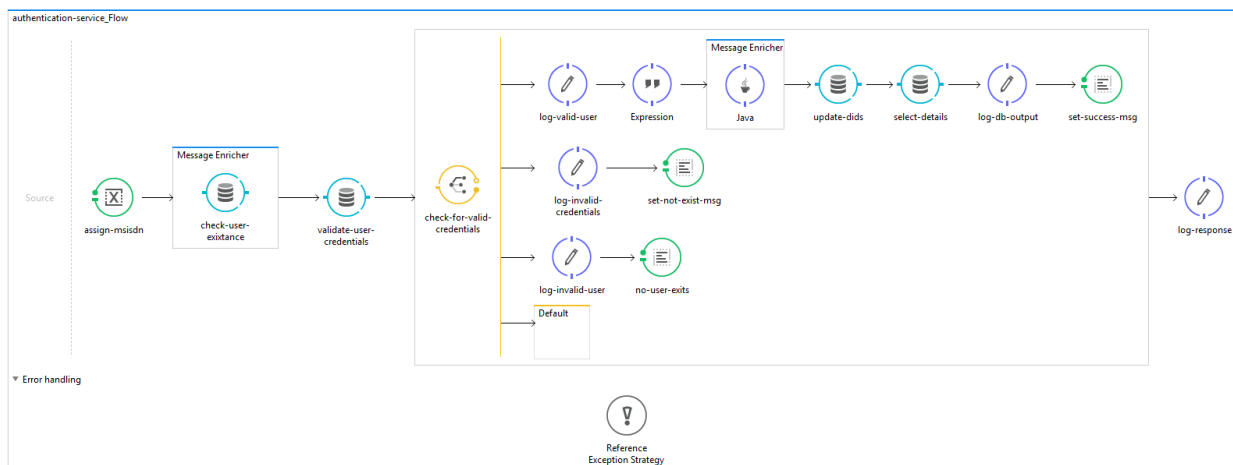 authentication-service_Flow
Source
assign-msisdn
Message Enricher
check-user-
exixtance
validate-user-
credentials
check-for-valid-
credentials
log-valid-user
Expression
Message Enricher
Java
update-dids
select-details
log-db-output
set-success-msg
log-invalid-
credentials
set-not-exist-msg
log-invalid-user
no-user-exits
Default
log-response
Error handling
Reference
Exception Strategy